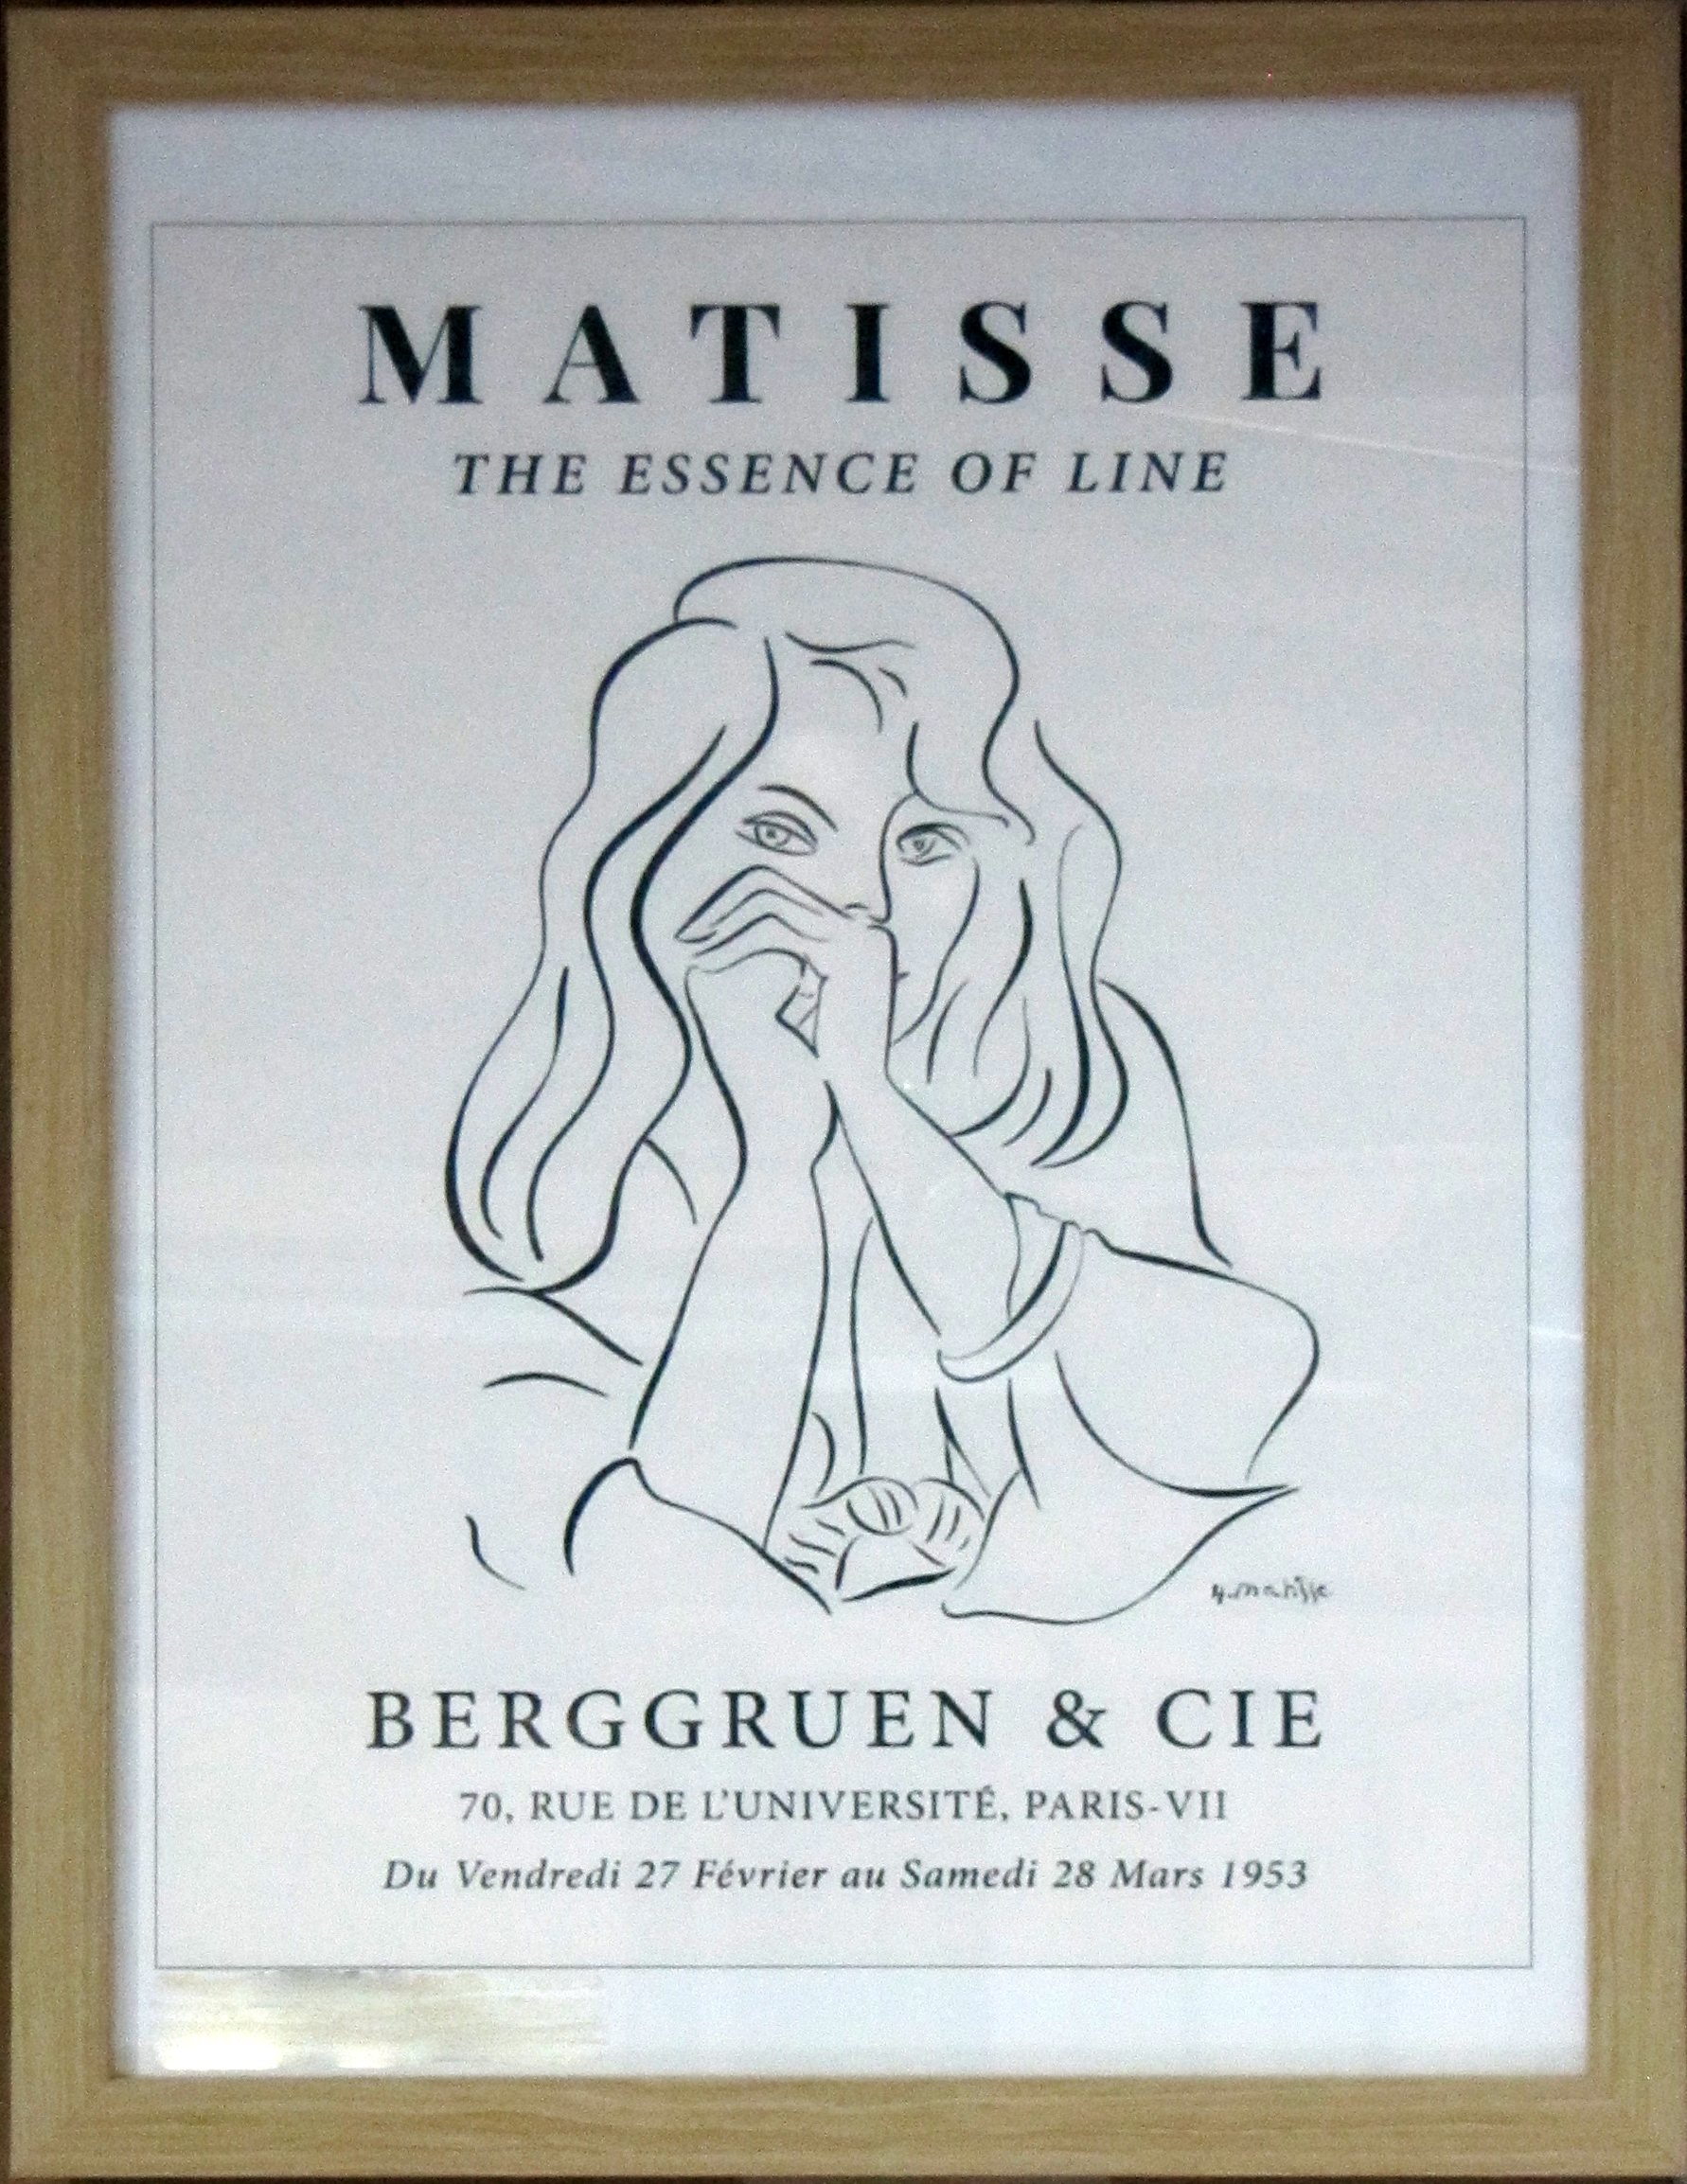 MATISSE
THE ESSENCE OF LINE
H. Matisse
BERGGRUEN & CIE
70, RUE DE L'UNIVERSITÉ, PARIS-VII
Du Vendredi 27 Février au Samedi 28 Mars 1953